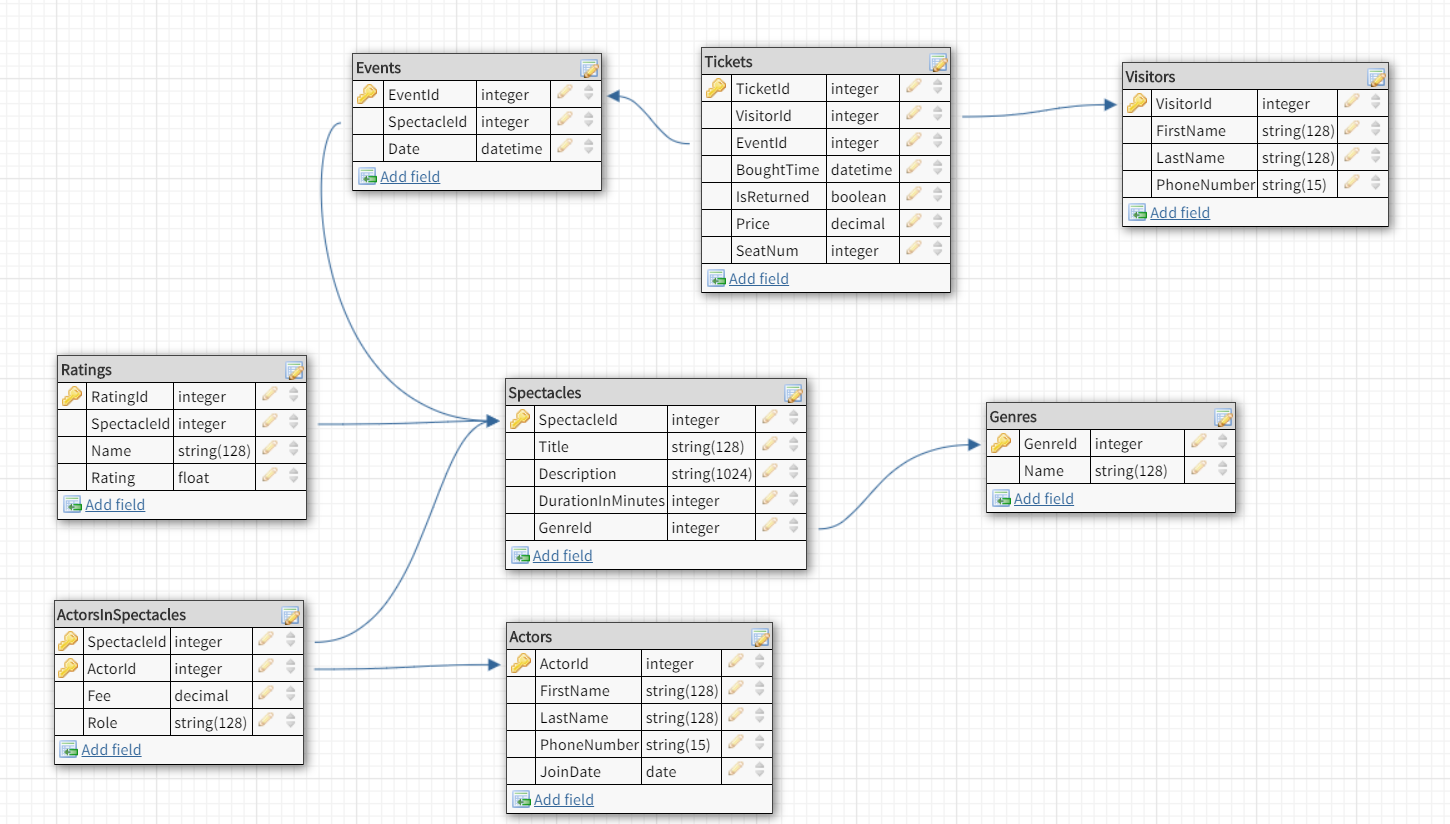 Events
EventId integer
SpectacleId integer
Date datetime
Add field
Tickets
TicketId integer
VisitorId integer
EventId integer
BoughtTime datetime
IsReturned boolean
Price decimal
SeatNum integer
Add field
Visitors
VisitorId integer
FirstName string(128)
LastName string(128)
PhoneNumber string(15)
Add field
Ratings
RatingId integer
SpectacleId integer
Name string(128)
Rating float
Add field
Spectacles
SpectacleId integer
Title string(128)
Description string(1024)
DurationInMinutes integer
GenreId integer
Add field
Genres
GenreId integer
Name string(128)
Add field
ActorsInSpectacles
SpectacleId integer
ActorId integer
Fee decimal
Role string(128)
Add field
Actors
ActorId integer
FirstName string(128)
LastName string(128)
PhoneNumber string(15)
JoinDate date
Add field